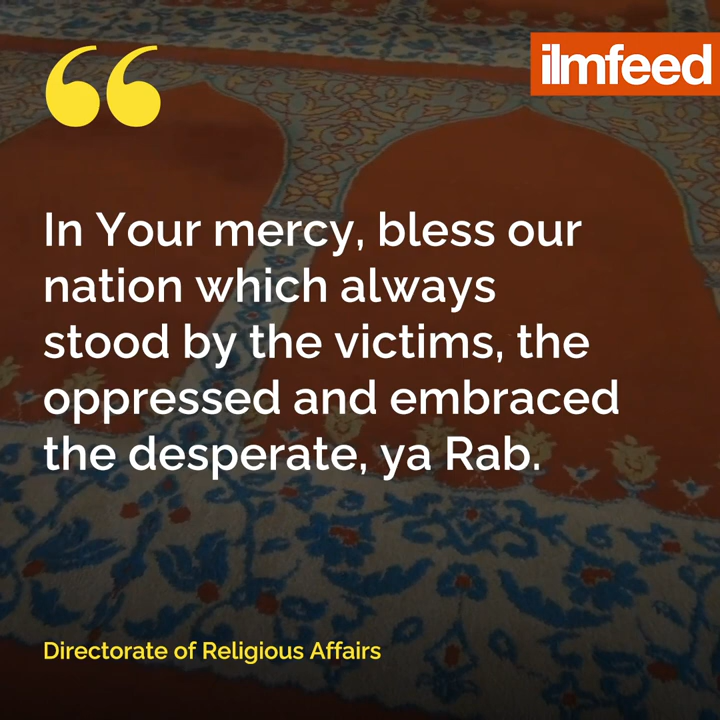 ilmfeed
In Your mercy, bless our
nation which always
stood by the victims, the
oppressed and embraced
the desperate, ya Rab.
Directorate of Religious Affairs